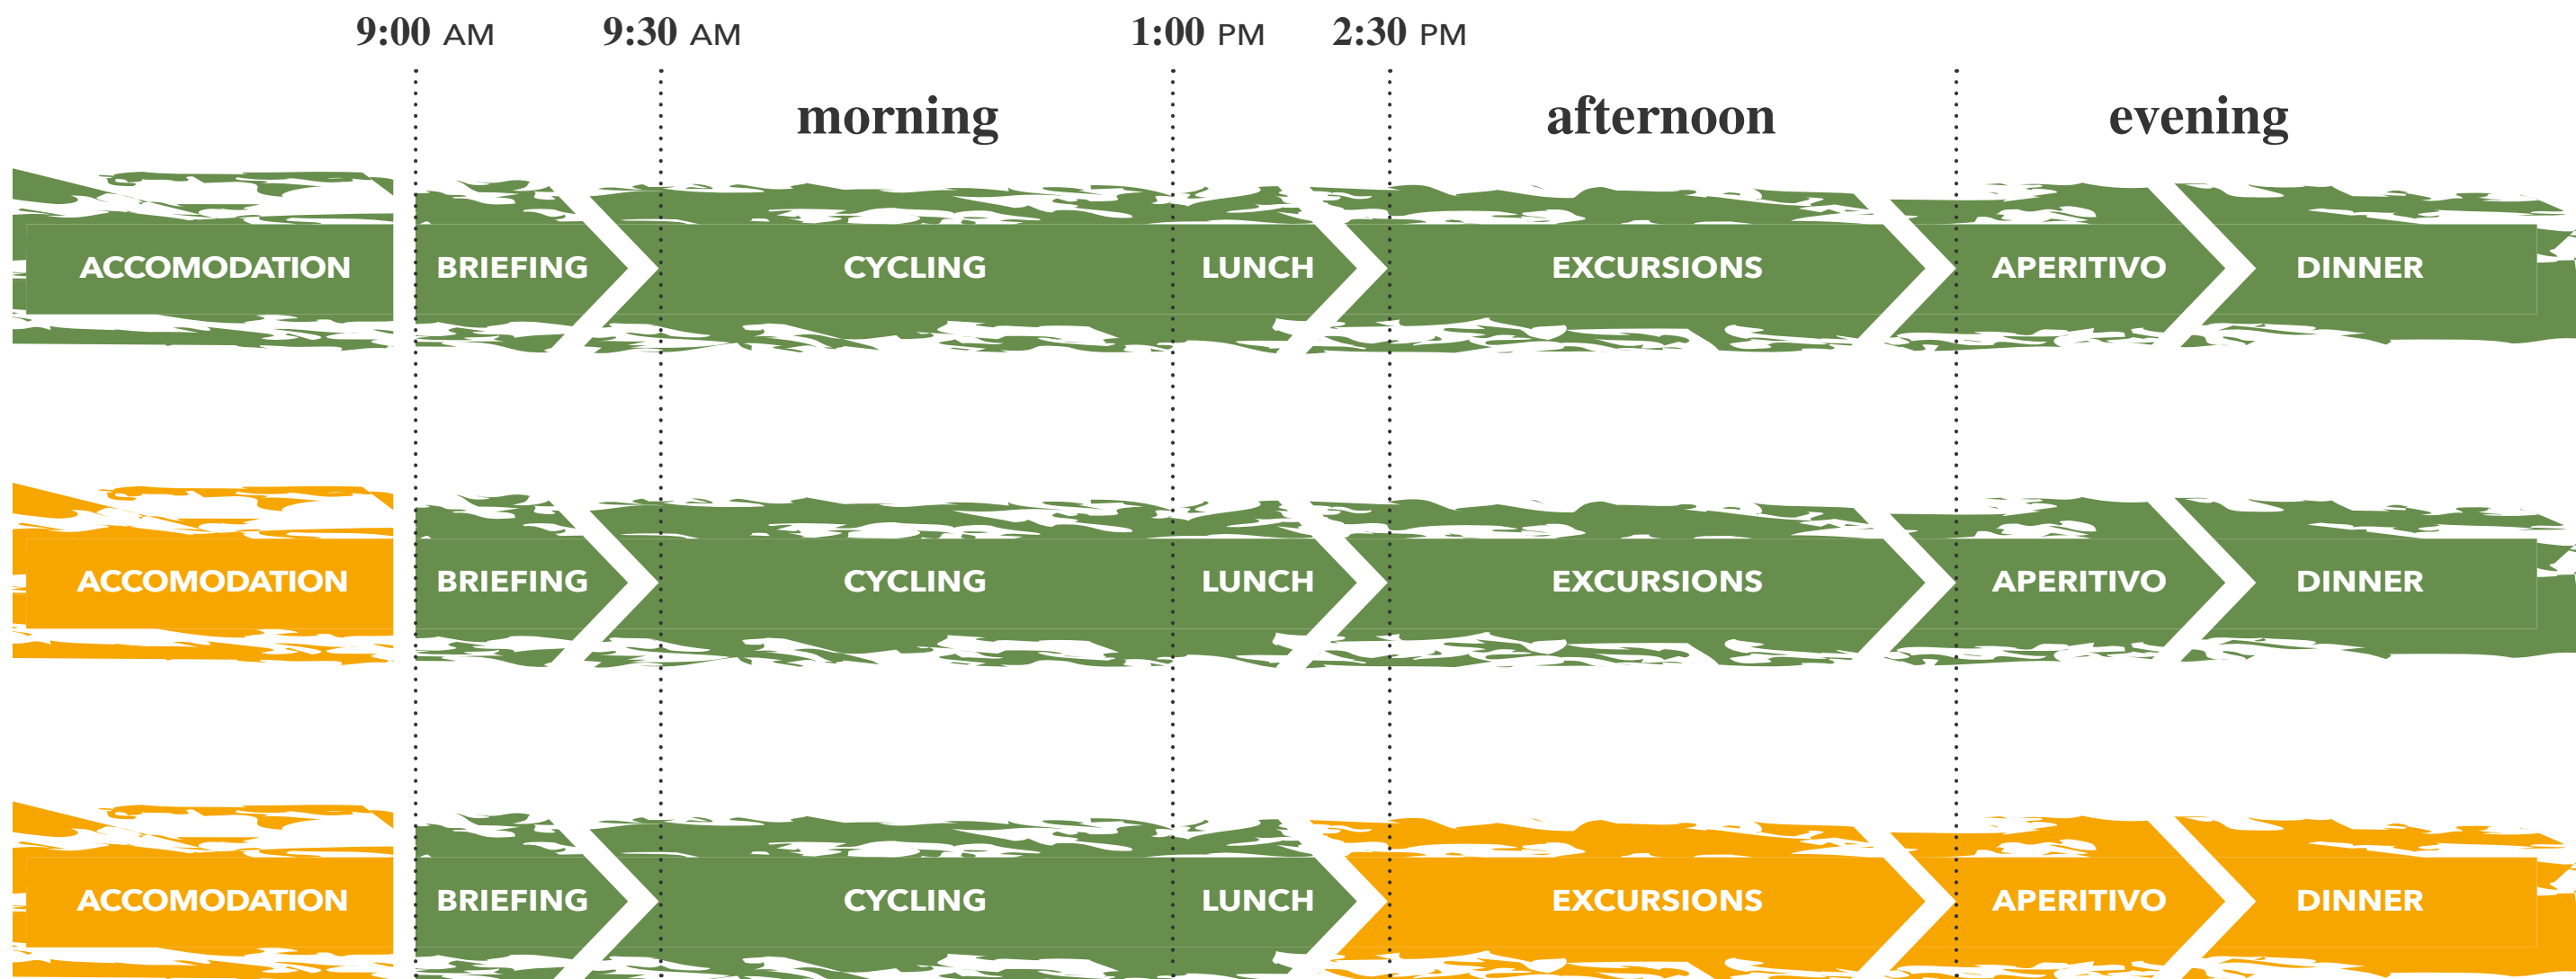 9:00 AM 9:30 AM 1:00 PM 2:30 PM
morning afternoon evening
ACCOMODATION BRIEFING CYCLING LUNCH EXCURSIONS APERITIVO DINNER
ACCOMODATION BRIEFING CYCLING LUNCH EXCURSIONS APERITIVO DINNER
ACCOMODATION BRIEFING CYCLING LUNCH EXCURSIONS APERITIVO DINNER